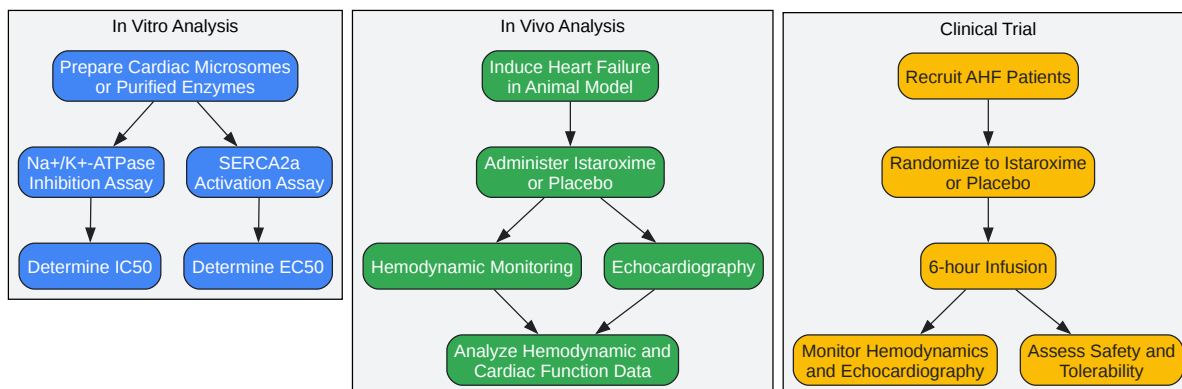 In Vitro Analysis
Prepare Cardiac Microsomes
or Purified Enzymes
Na+/K+-ATPase
Inhibition Assay
SERCA2a
Activation Assay
Determine IC50
Determine EC50
In Vivo Analysis
Induce Heart Failure
in Animal Model
Administer Istaroxime
or Placebo
Hemodynamic Monitoring
Echocardiography
Analyze Hemodynamic and
Cardiac Function Data
Clinical Trial
Recruit AHF Patients
Randomize to Istaroxime
or Placebo
6-hour Infusion
Monitor Hemodynamics
and Echocardiography
Assess Safety and
Tolerability